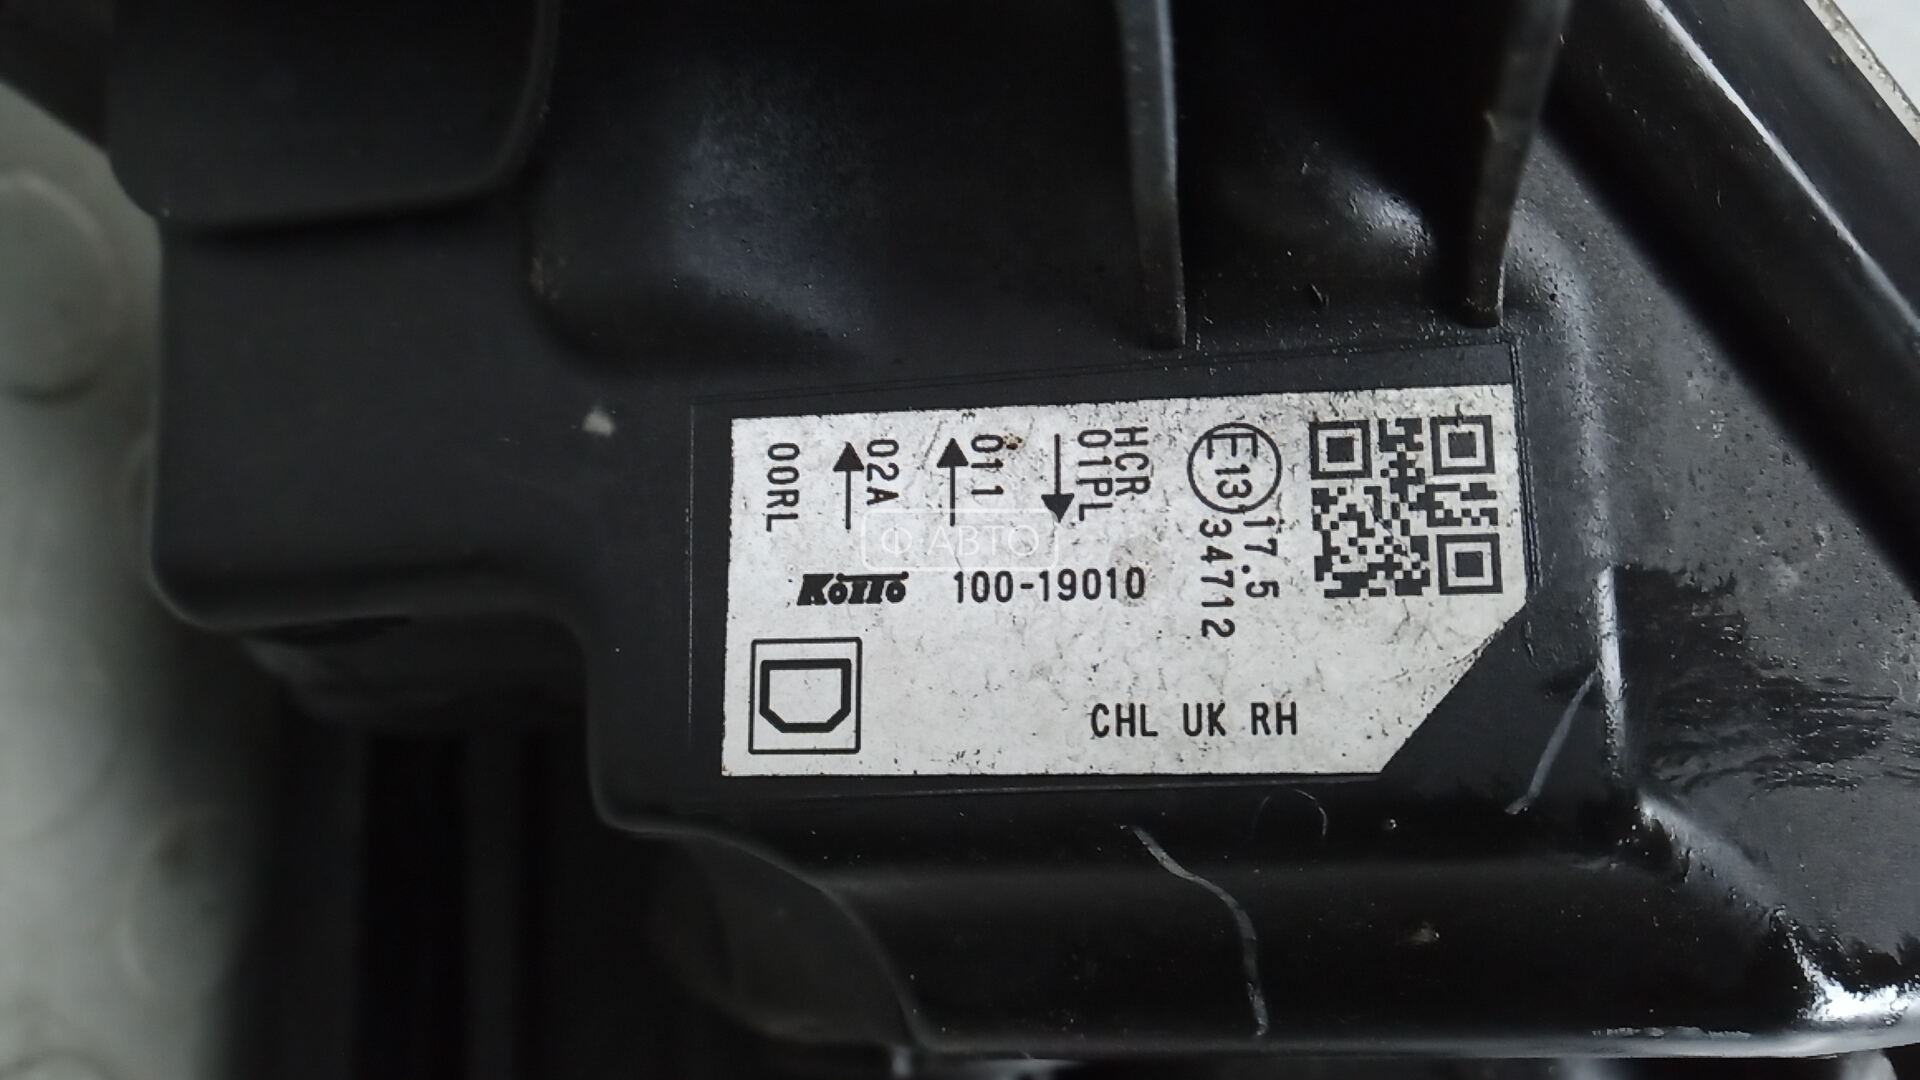 HCR
01PL
011
02A
00RL
E13
17.5
34712
KOITO 100-19010
CHL UK RH
Ф АВТО